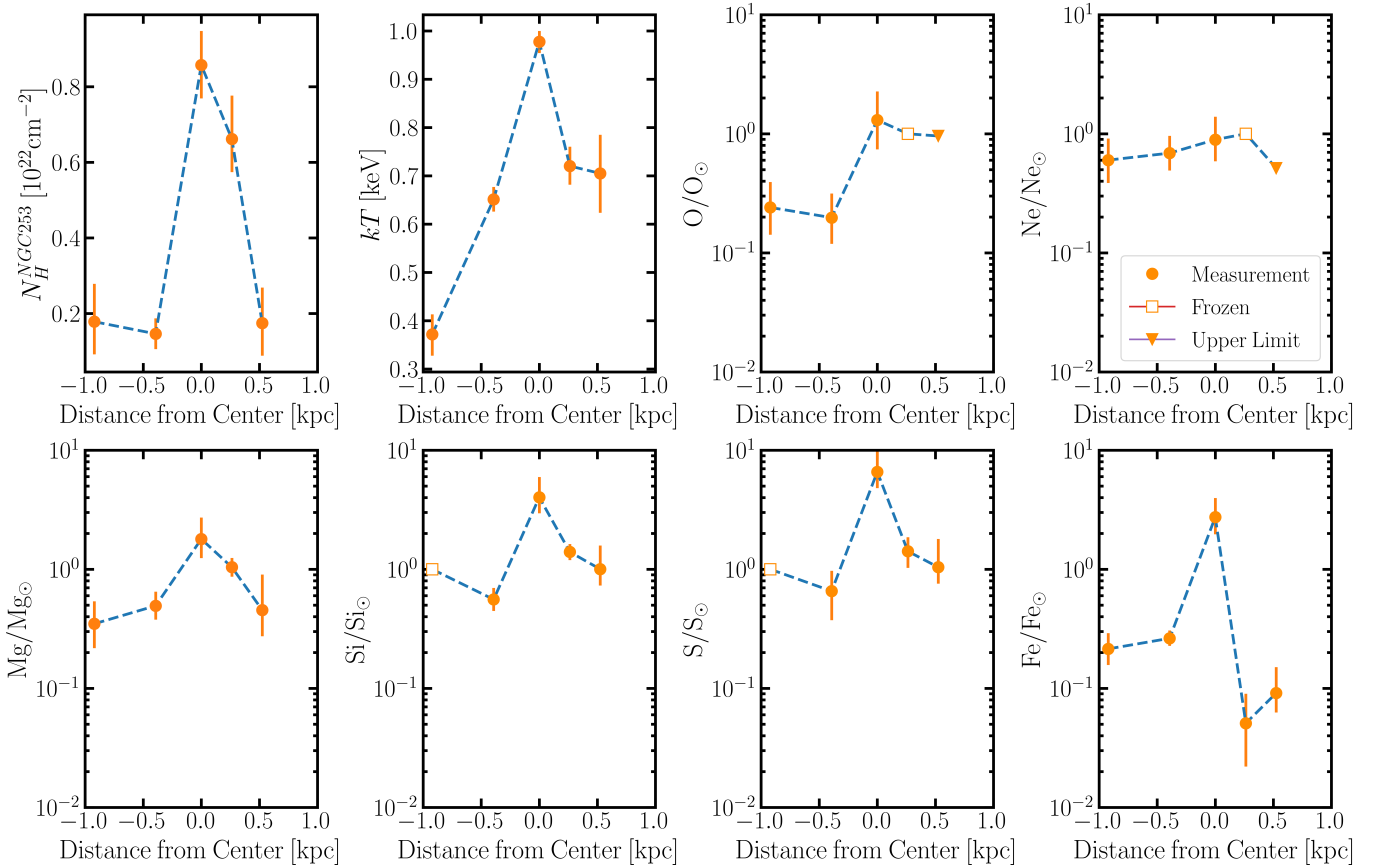 N_H^{NGC253} [10^{22}cm^{-2}]
0.8
0.6
0.4
0.2
−1.0 −0.5 0.0 0.5 1.0
Distance from Center [kpc]
kT [keV]
1.0
0.9
0.8
0.7
0.6
0.5
0.4
0.3
−1.0 −0.5 0.0 0.5 1.0
Distance from Center [kpc]
O/O⊙
10^1
10^0
10^{−1}
10^{−2}
−1.0 −0.5 0.0 0.5 1.0
Distance from Center [kpc]
Ne/Ne⊙
10^1
10^0
10^{−1}
10^{−2}
Measurement
Frozen
Upper Limit
−1.0 −0.5 0.0 0.5 1.0
Distance from Center [kpc]
Mg/Mg⊙
10^1
10^0
10^{−1}
10^{−2}
−1.0 −0.5 0.0 0.5 1.0
Distance from Center [kpc]
Si/Si⊙
10^1
10^0
10^{−1}
10^{−2}
−1.0 −0.5 0.0 0.5 1.0
Distance from Center [kpc]
S/S⊙
10^1
10^0
10^{−1}
10^{−2}
−1.0 −0.5 0.0 0.5 1.0
Distance from Center [kpc]
Fe/Fe⊙
10^1
10^0
10^{−1}
10^{−2}
−1.0 −0.5 0.0 0.5 1.0
Distance from Center [kpc]